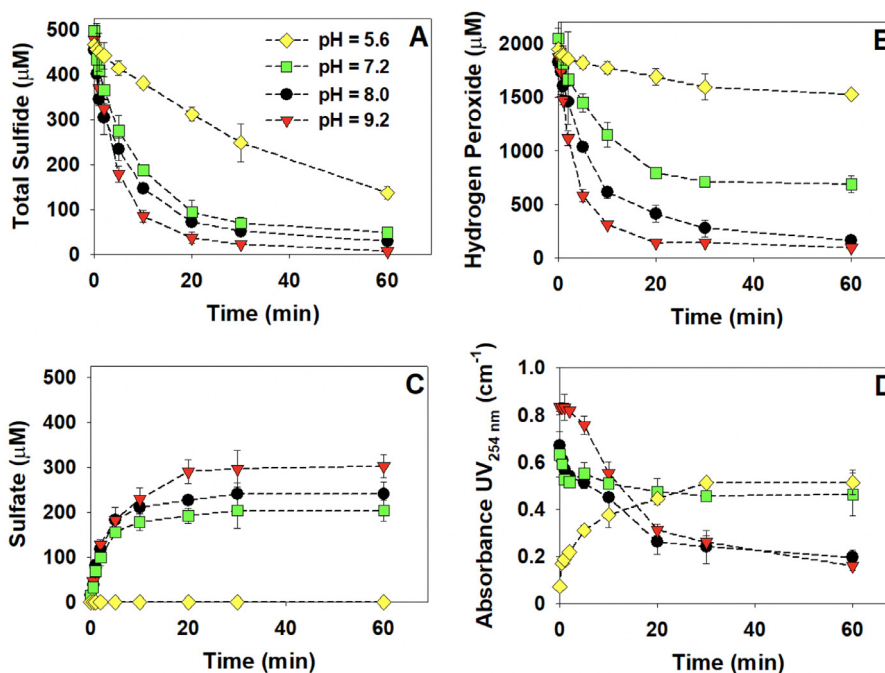 A
Total Sulfide (µM)
500
400
300
200
100
0
pH = 5.6
pH = 7.2
pH = 8.0
pH = 9.2
0 20 40 60
Time (min)
Hydrogen Peroxide (µM)
2000
1500
1000
500
0
0 20 40 60
Time (min)
C
Sulfate (µM)
500
400
300
200
100
0
0 20 40 60
Time (min)
Absorbance UV254 nm (cm-1)
1.0
0.8
0.6
0.4
0.2
0
0 20 40 60
Time (min)